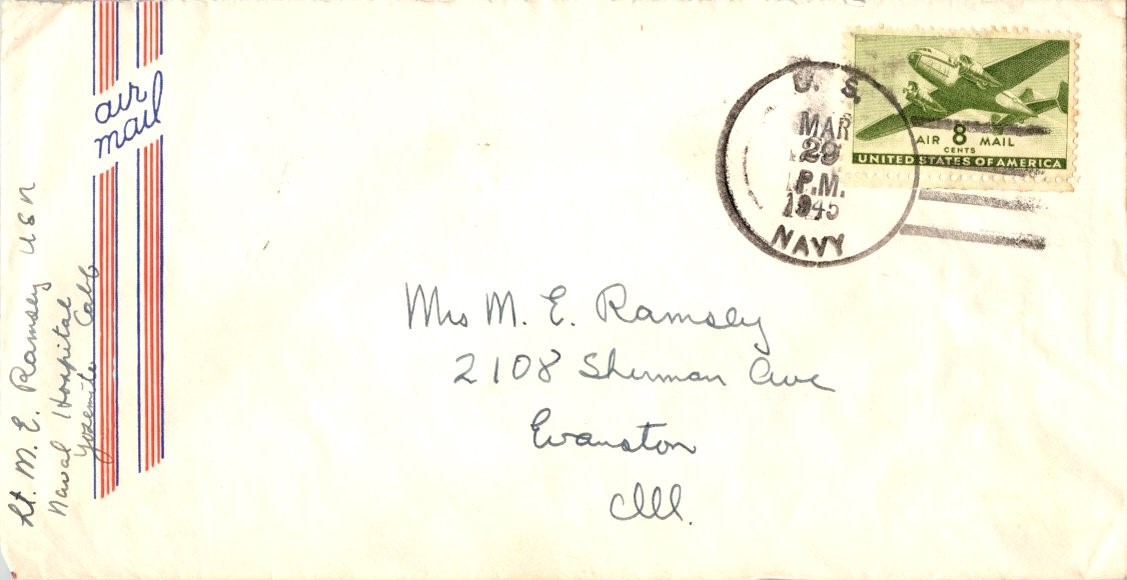 air
mail
Lt. M. E. Ramsey USN
Naval Hospital
Yosemite Calif
U. S.
MAR
29
P.M.
1945
NAVY
AIR 8 MAIL
CENTS
UNITED STATES OF AMERICA
Mrs M. E. Ramsey
2108 Sherman Ave
Evanston
Ill.